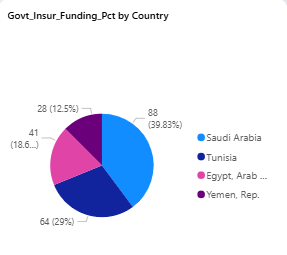 Govt_Insur_Funding_Pct by Country
88
(39.83%)
64 (29%)
41
(18.6...)
28 (12.5%)
Saudi Arabia
Tunisia
Egypt, Arab ...
Yemen, Rep.